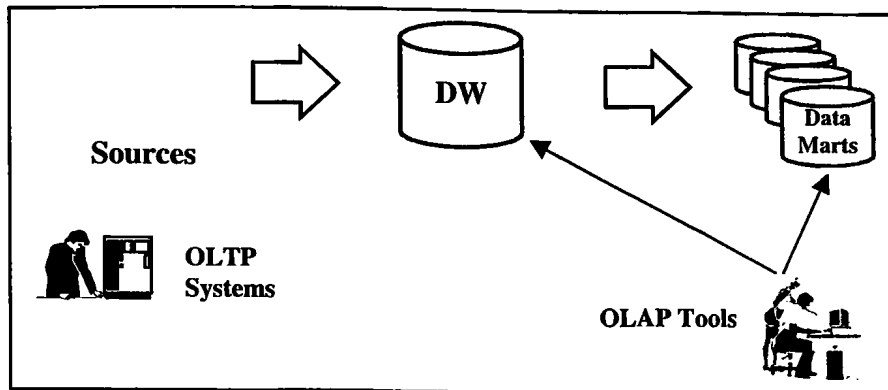 DW
Data
Marts
Sources
OLTP
Systems
OLAP Tools